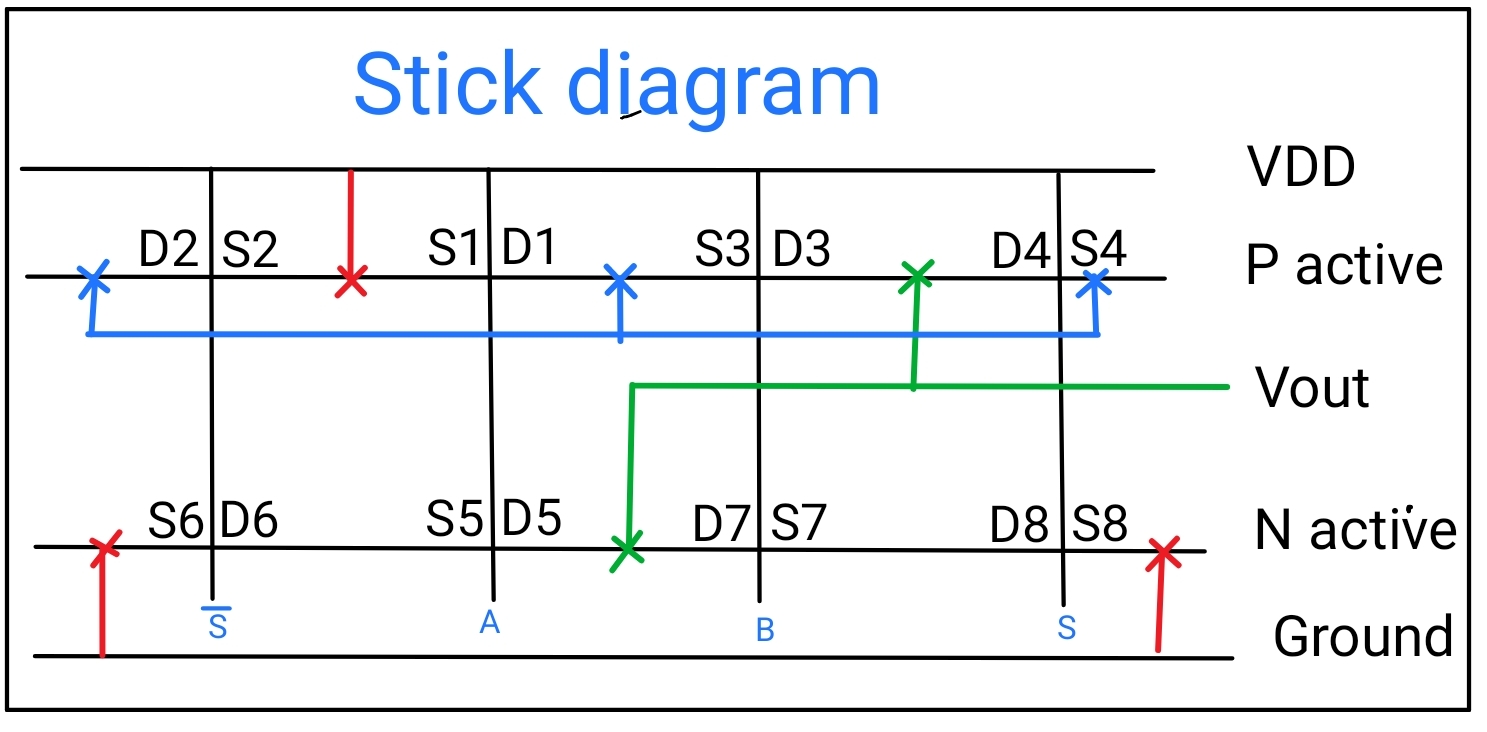 Stick diagram
VDD
D2 S2 S1 D1 S3 D3 D4 S4
P active
Vout
S6 D6 S5 D5 D7 S7 D8 S8
N active
S̅ A B S
Ground